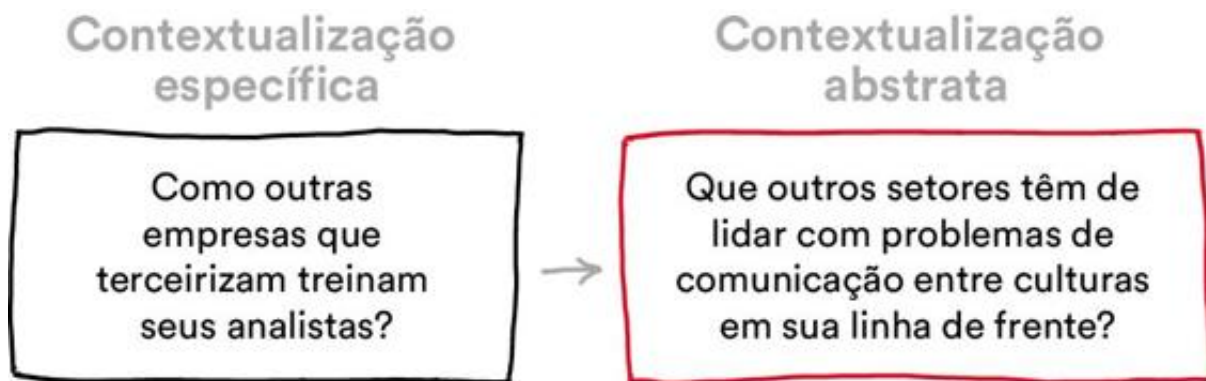 Contextualização
específica
Como outras
empresas que
terceirizam treinam
seus analistas?
Contextualização
abstrata
Que outros setores têm de
lidar com problemas de
comunicação entre culturas
em sua linha de frente?